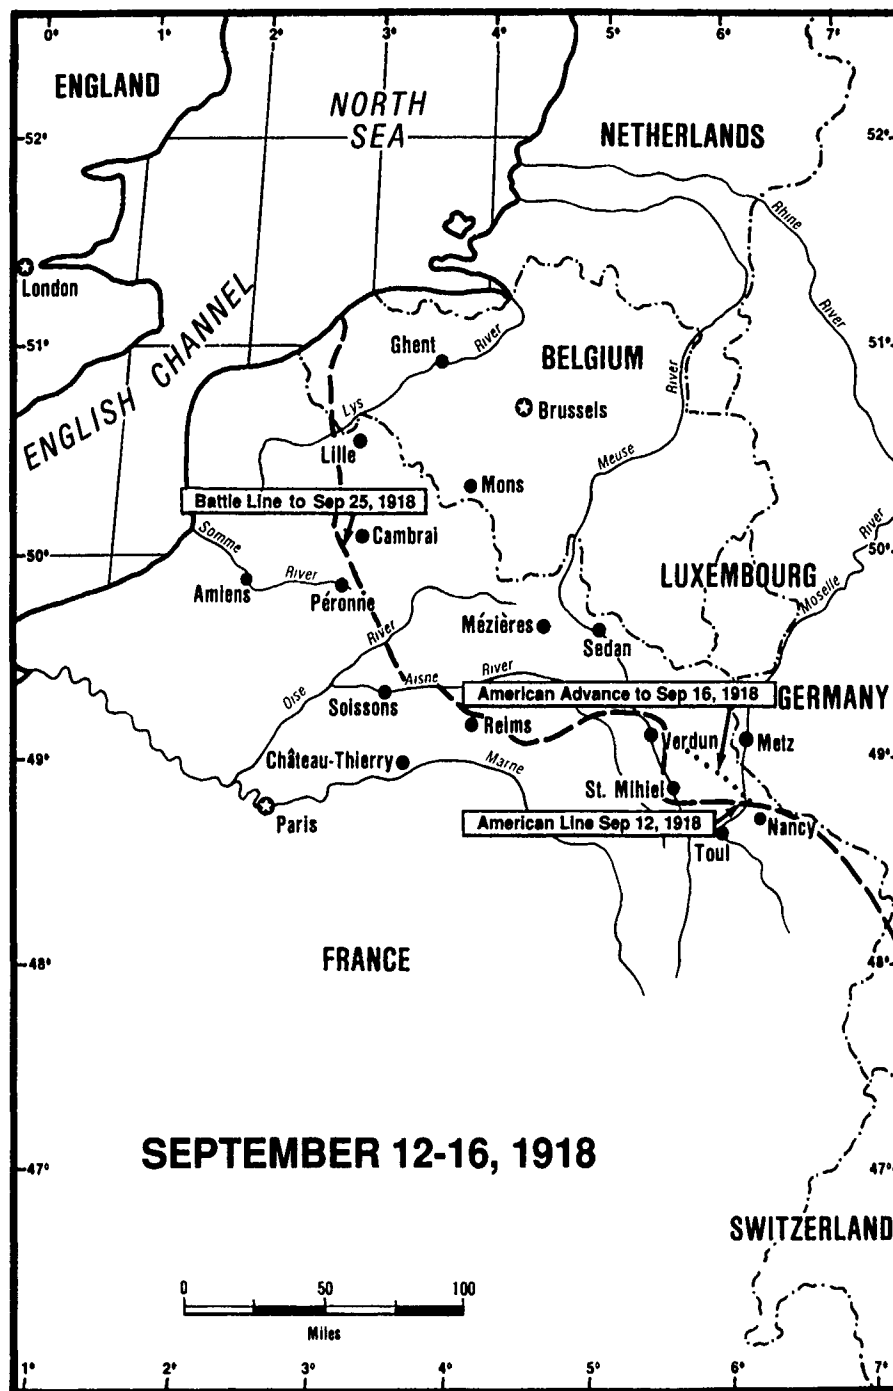 0° 2° 3° 4° 5° 6° 7°
ENGLAND
NORTH
SEA
NETHERLANDS
52° 52°
Rhine
River
London
ENGLISH CHANNEL
51° 51°
Ghent
River
BELGIUM
River
Lys
Brussels
Lille
Meuse
Mons
Battle Line to Sep 25, 1918
Cambrai
River
50° 50°
Somme
River
Amiens
Péronne
LUXEMBOURG
Moselle
Mézières
Sedan
River
Oise
Aisne
River
American Advance to Sep 16, 1918
GERMANY
Soissons
Reims
Verdun
Metz
49° 49°
Château-Thierry
Marne
St. Mihiel
Paris
American Line Sep 12, 1918
Nancy
Toul
FRANCE
48° 48°
SEPTEMBER 12-16, 1918
47° 47°
SWITZERLAND
0 50 100
Miles
1° 2° 3° 4° 5° 6° 7°